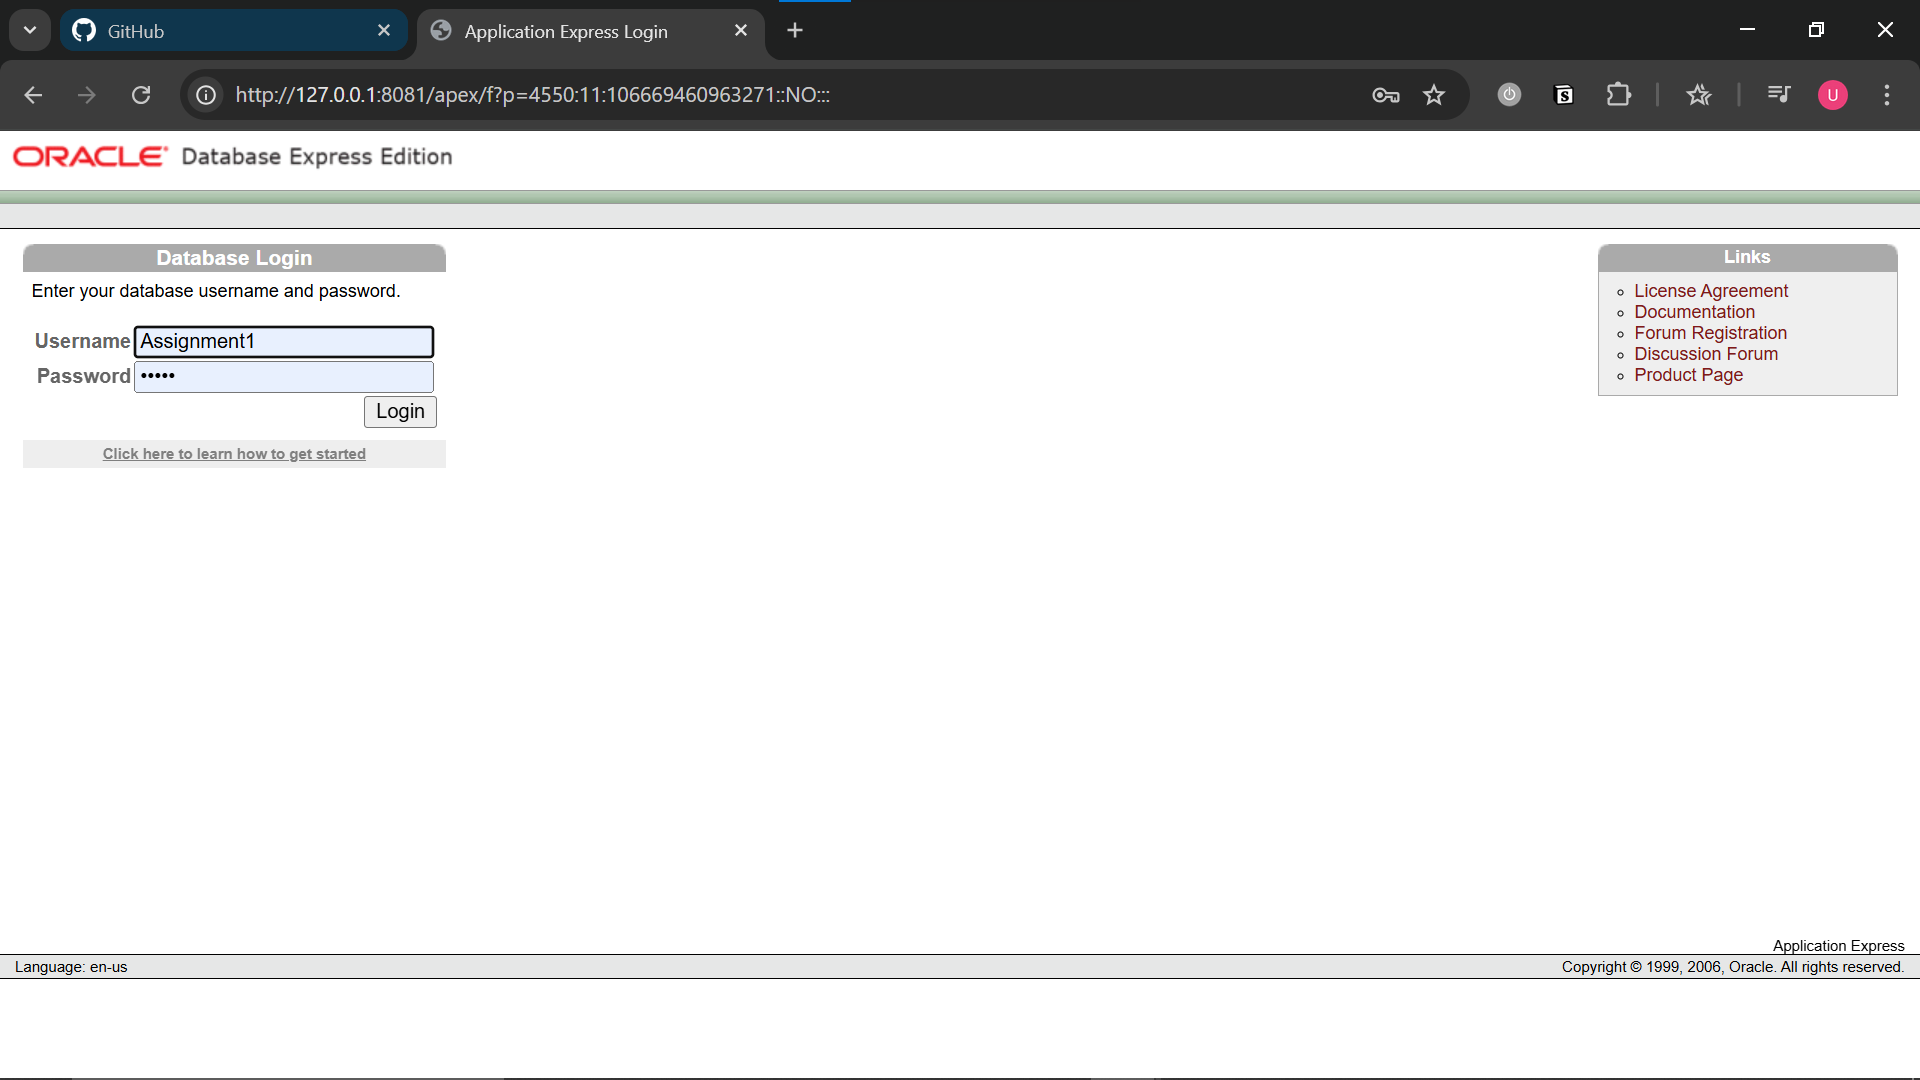 GitHub
Application Express Login
http://127.0.0.1:8081/apex/f?p=4550:11:106669460963271::NO:::
U
ORACLE Database Express Edition
Database Login
Enter your database username and password.
Username Assignment1
Password •••••
Login
Click here to learn how to get started
Links
License Agreement
Documentation
Forum Registration
Discussion Forum
Product Page
Application Express
Language: en-us
Copyright © 1999, 2006, Oracle. All rights reserved.